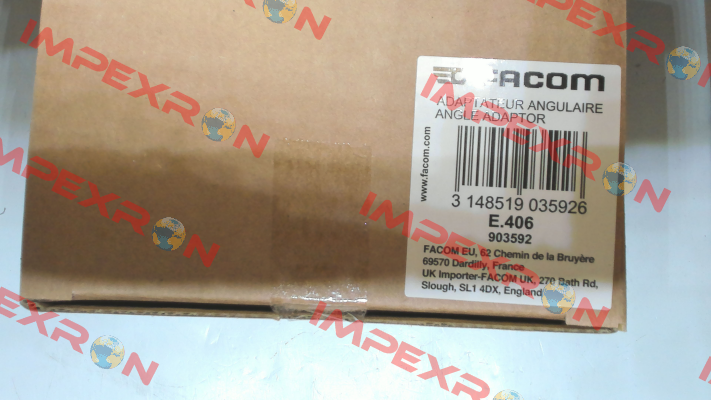 FACOM
ADAPTATEUR ANGULAIRE
ANGLE ADAPTOR
www.facom.com
3 148519 035926
E.406
903592
FACOM EU, 62 Chemin de la Bruyère
69570 Dardilly, France
UK Importer-FACOM UK, 270 Bath Rd,
Slough, SL1 4DX, England
IMPEXRON
IMPEXRON
IMPEXRON
IMPEXRON
IMPEXRON
IMPEXRON
IMPEXRON
IMPEXRON